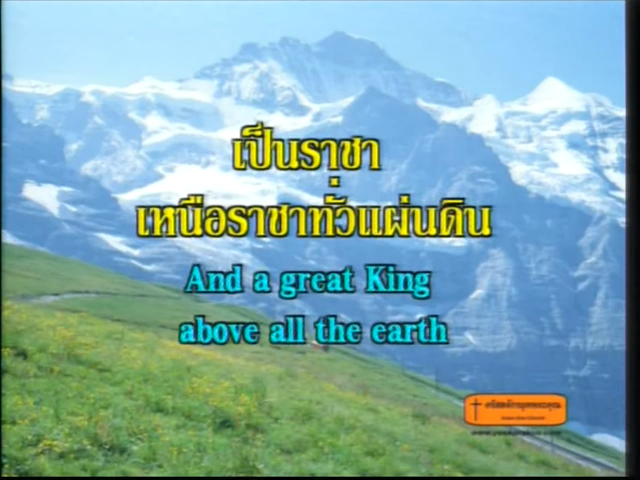 เป็นราชา
เหนือราชาทั่วแผ่นดิน
And a great King
above all the earth